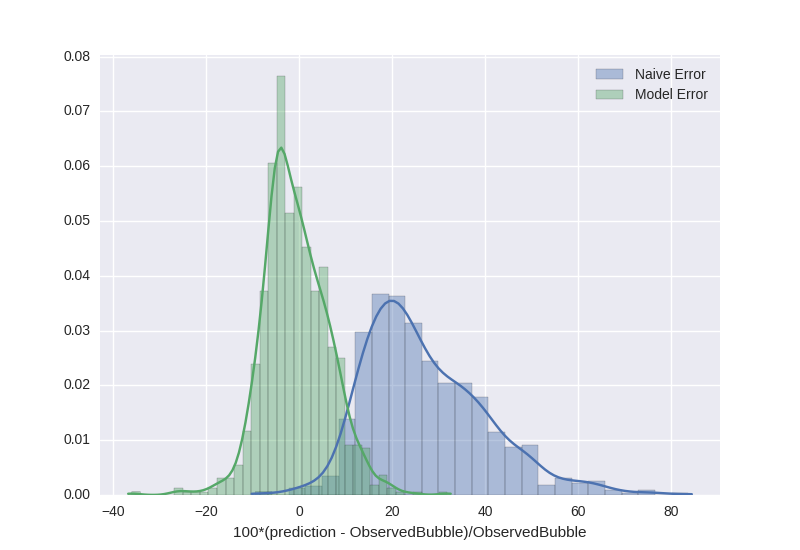 0.08
0.07
0.06
0.05
0.04
0.03
0.02
0.01
0.00
Naive Error
Model Error
−40 −20 0 20 40 60 80
100*(prediction - ObservedBubble)/ObservedBubble